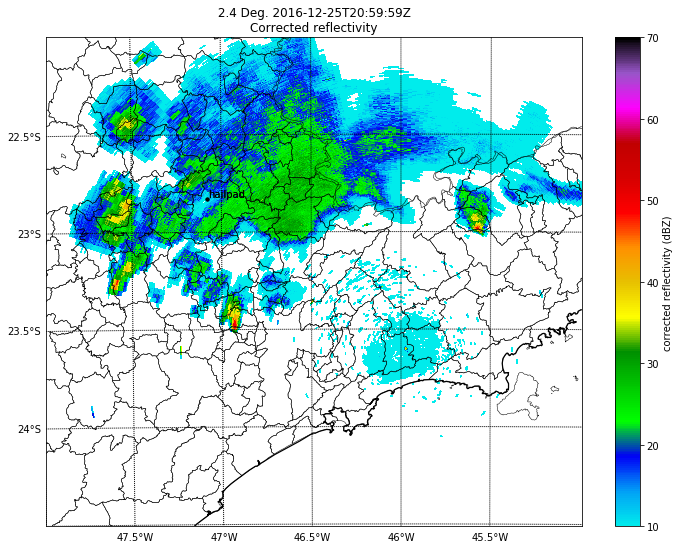 2.4 Deg. 2016-12-25T20:59:59Z
Corrected reflectivity
70
60
50
40
30
20
10
corrected reflectivity (dBZ)
22.5°S
23°S
23.5°S
24°S
hailpad
47.5°W
47°W
46.5°W
46°W
45.5°W